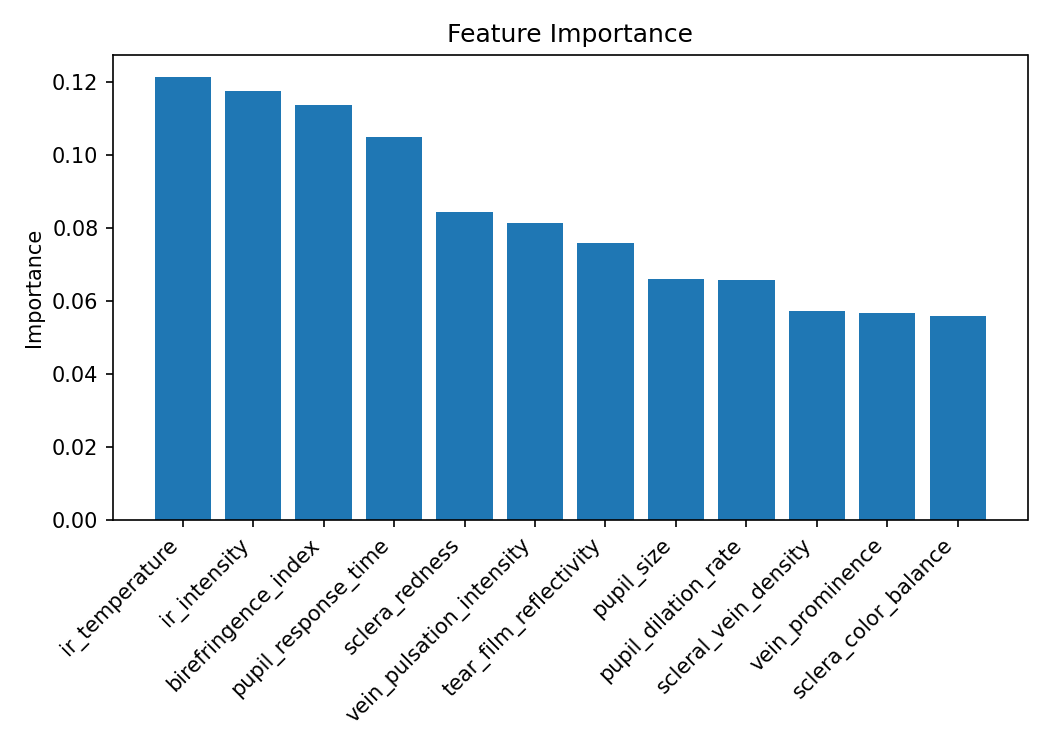 Feature Importance
Importance
0.12
0.10
0.08
0.06
0.04
0.02
0.00
ir_temperature
ir_intensity
birefringence_index
pupil_response_time
sclera_redness
vein_pulsation_intensity
tear_film_reflectivity
pupil_size
pupil_dilation_rate
scleral_vein_density
vein_prominence
sclera_color_balance